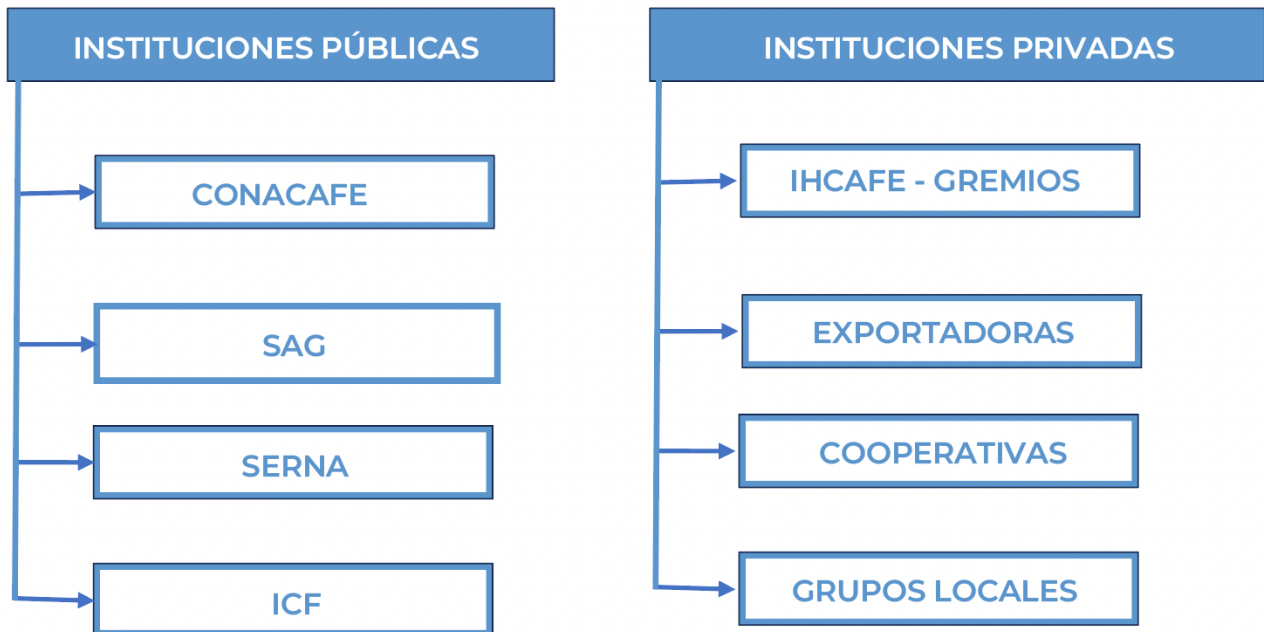 INSTITUCIONES PÚBLICAS
CONACAFE
SAG
SERNA
ICF
INSTITUCIONES PRIVADAS
IHCAFE - GREMIOS
EXPORTADORAS
COOPERATIVAS
GRUPOS LOCALES